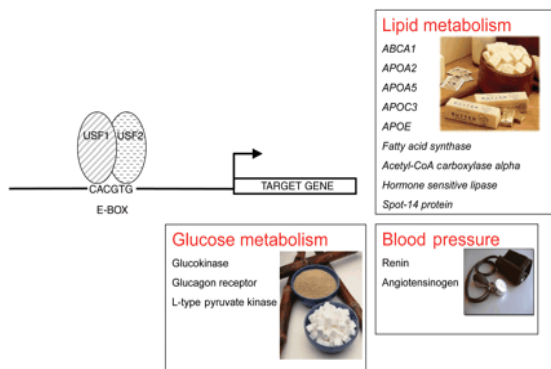 Lipid metabolism
ABCA1
APOA2
APOA5
APOC3
APOE
Fatty acid synthase
Acetyl-CoA carboxylase alpha
Hormone sensitive lipase
Spot-14 protein
BUTTER
USF1
USF2
CACGTG
E-BOX
TARGET GENE
Glucose metabolism
Glucokinase
Glucagon receptor
L-type pyruvate kinase
Blood pressure
Renin
Angiotensinogen